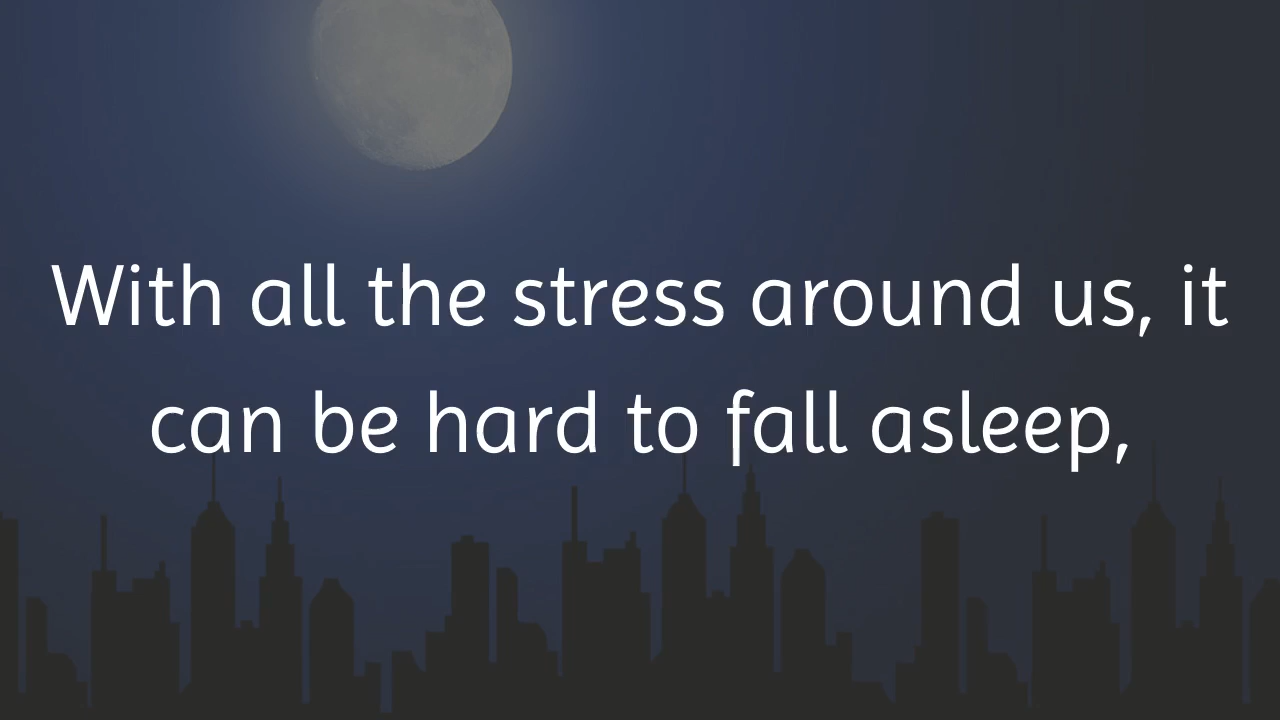 With all the stress around us, it
can be hard to fall asleep,